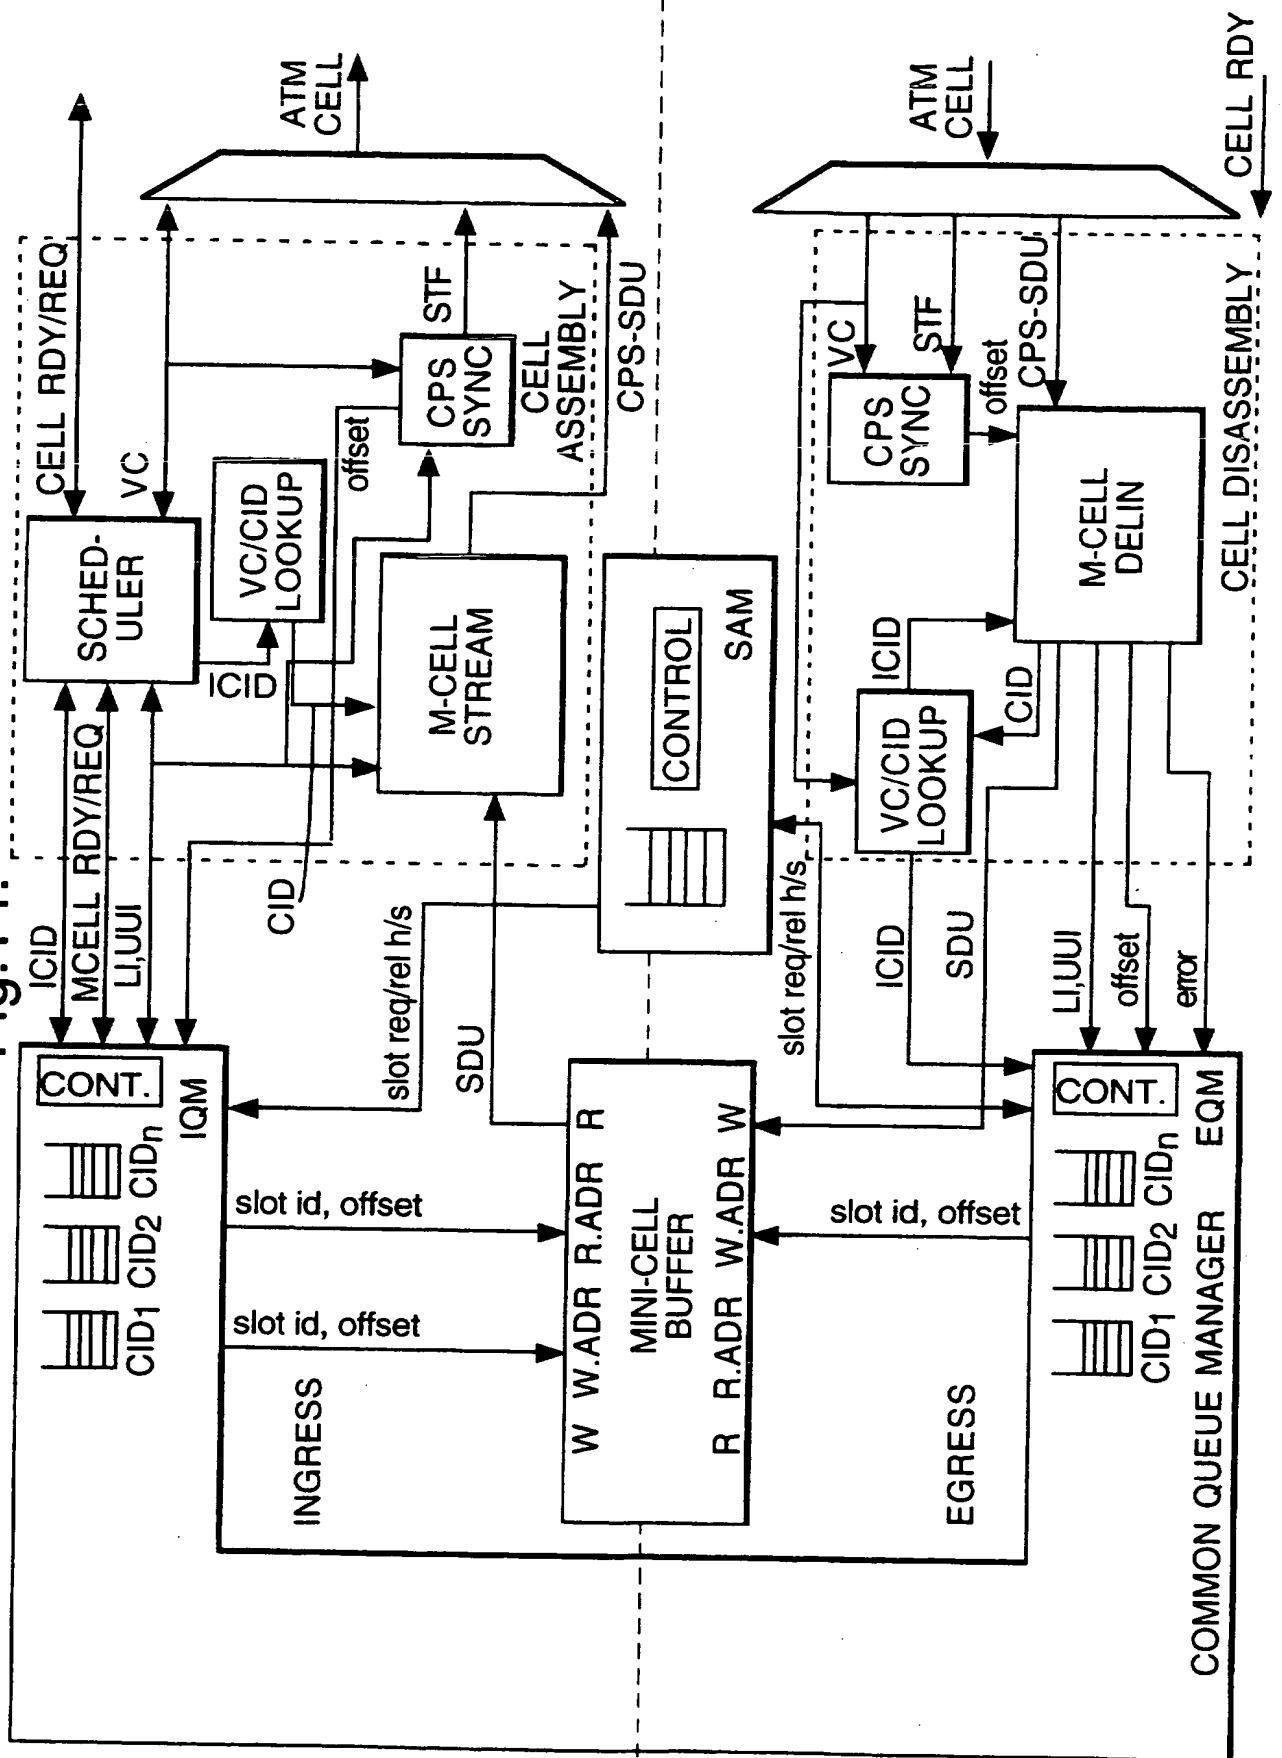 Fig. 11.
CELL RDY/REQ
VC
ATM
CELL
SCHED-
ULER
VC/CID
LOOKUP
ICID
offset
CPS
SYNC
STF
CELL
ASSEMBLY
M-CELL
STREAM
CPS-SDU
ICID
MCELL RDY/REQ
LI,UUI
CID
slot req/rel h/s
SDU
CONT.
IQM
CID1
CID2
CIDn
slot id, offset
slot id, offset
INGRESS
W
W.ADR
R.ADR
R
MINI-CELL
BUFFER
R
R.ADR
W.ADR
W
CONTROL
SAM
EGRESS
slot id, offset
slot req/rel h/s
ICID
SDU
LI,UUI
offset
error
CONT.
EQM
CID1
CID2
CIDn
COMMON QUEUE MANAGER
VC/CID
LOOKUP
ICID
CID
M-CELL
DELIN
CPS
SYNC
offset
VC
STF
CPS-SDU
CELL DISASSEMBLY
ATM
CELL
CELL RDY